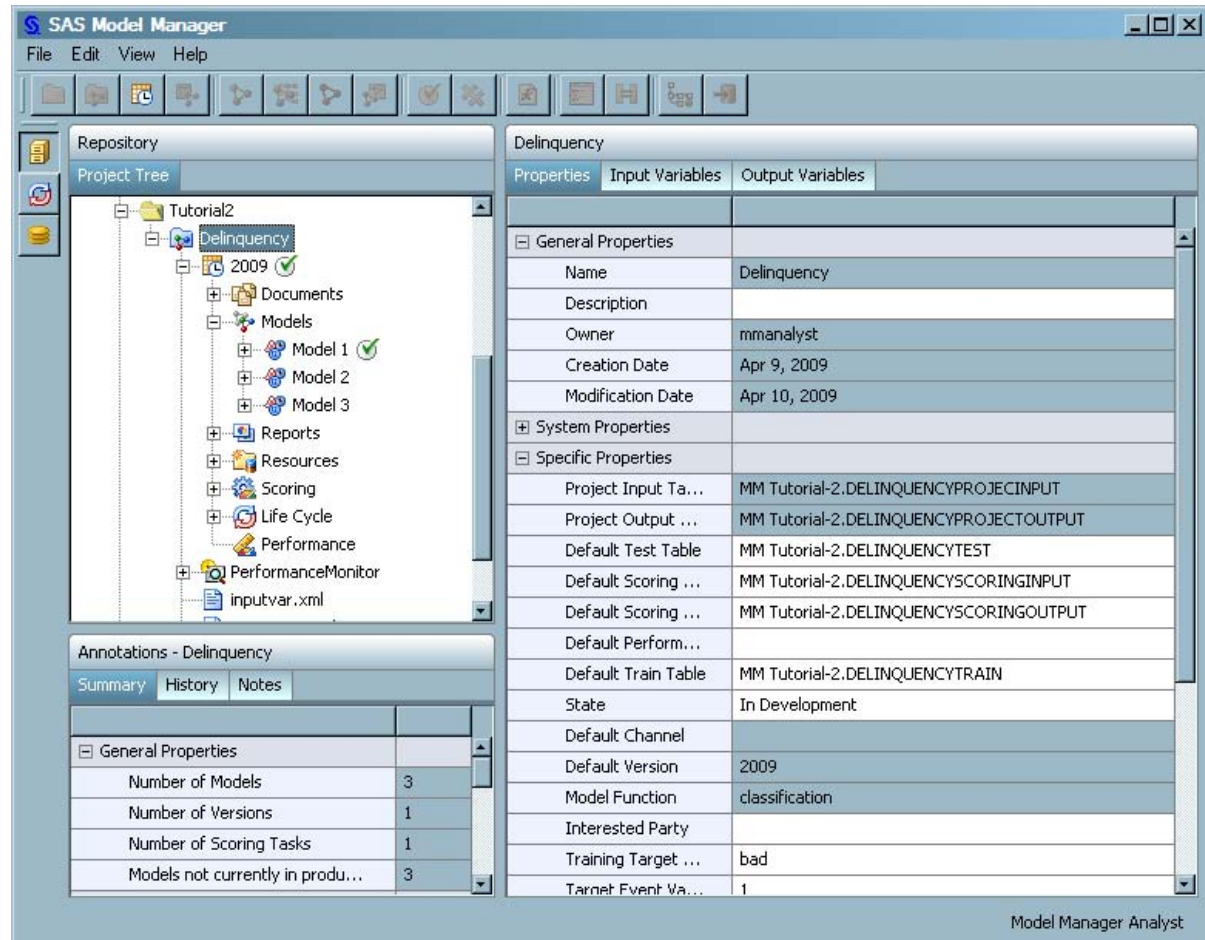 SAS Model Manager
File Edit View Help
Repository
Project Tree
Tutorial2
Delinquency
2009
Documents
Models
Model 1
Model 2
Model 3
Reports
Resources
Scoring
Life Cycle
Performance
PerformanceMonitor
inputvar.xml
Annotations - Delinquency
Summary History Notes
General Properties
Number of Models 3
Number of Versions 1
Number of Scoring Tasks 1
Models not currently in produ... 3
Delinquency
Properties Input Variables Output Variables
General Properties
Name Delinquency
Description
Owner mmanalyst
Creation Date Apr 9, 2009
Modification Date Apr 10, 2009
System Properties
Specific Properties
Project Input Ta... MM Tutorial-2.DELINQUENCYPROJECINPUT
Project Output ... MM Tutorial-2.DELINQUENCYPROJECTOUTPUT
Default Test Table MM Tutorial-2.DELINQUENCYTEST
Default Scoring ... MM Tutorial-2.DELINQUENCYSCORINGINPUT
Default Scoring ... MM Tutorial-2.DELINQUENCYSCORINGOUTPUT
Default Perform...
Default Train Table MM Tutorial-2.DELINQUENCYTRAIN
State In Development
Default Channel
Default Version 2009
Model Function classification
Interested Party
Training Target ... bad
Target Event Va... 1
Model Manager Analyst